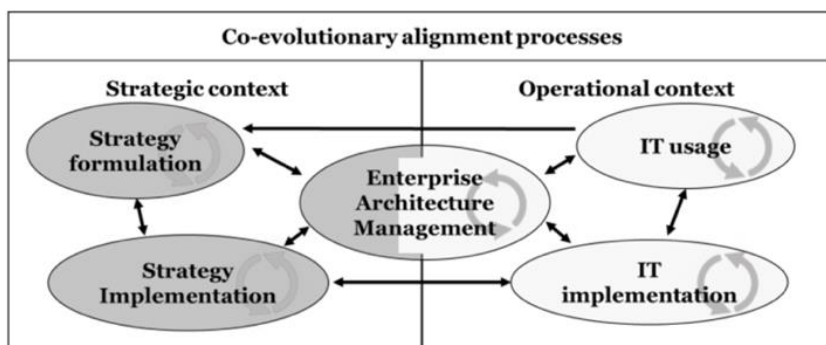 Co-evolutionary alignment processes
Strategic context
Operational context
Strategy
formulation
IT usage
Enterprise
Architecture
Management
Strategy
Implementation
IT
implementation